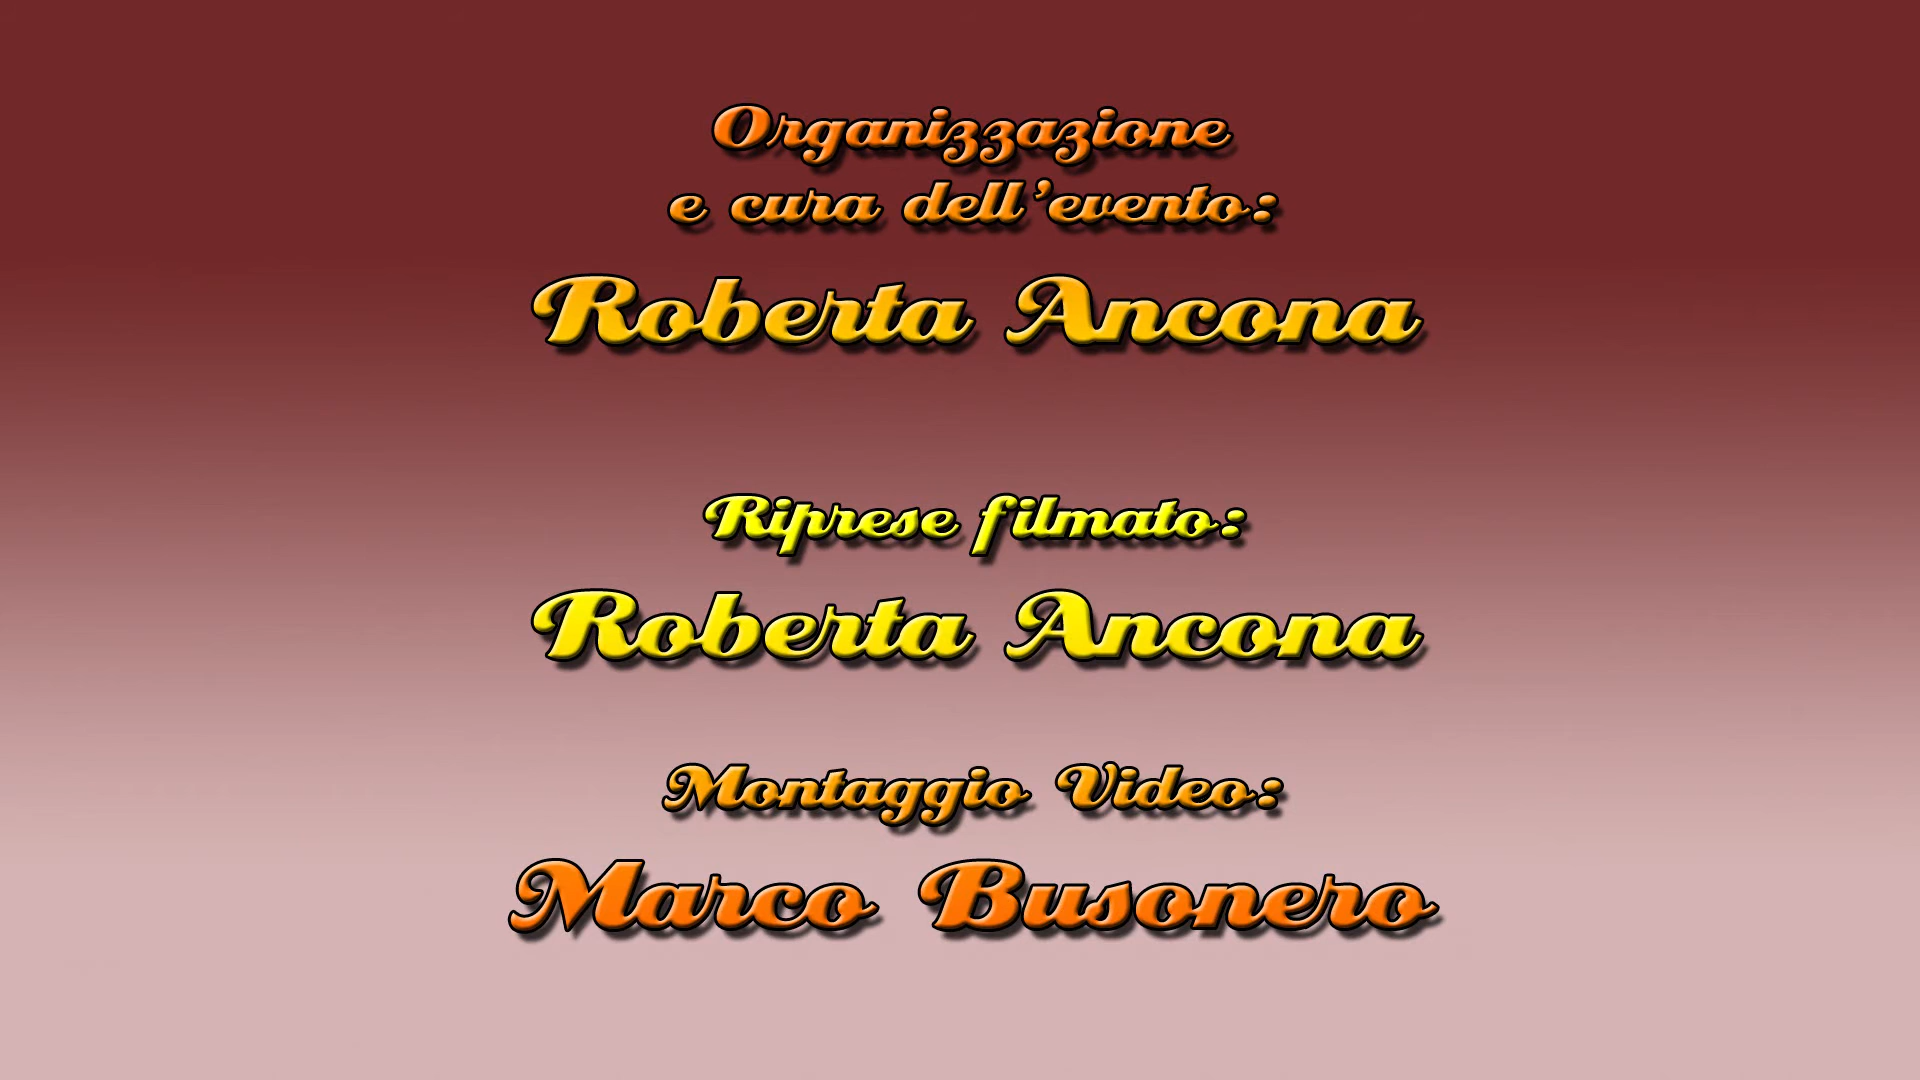 Organizzazione
e cura dell'evento:
Roberta Ancona
Riprese filmato:
Roberta Ancona
Montaggio Video:
Marco Busonero